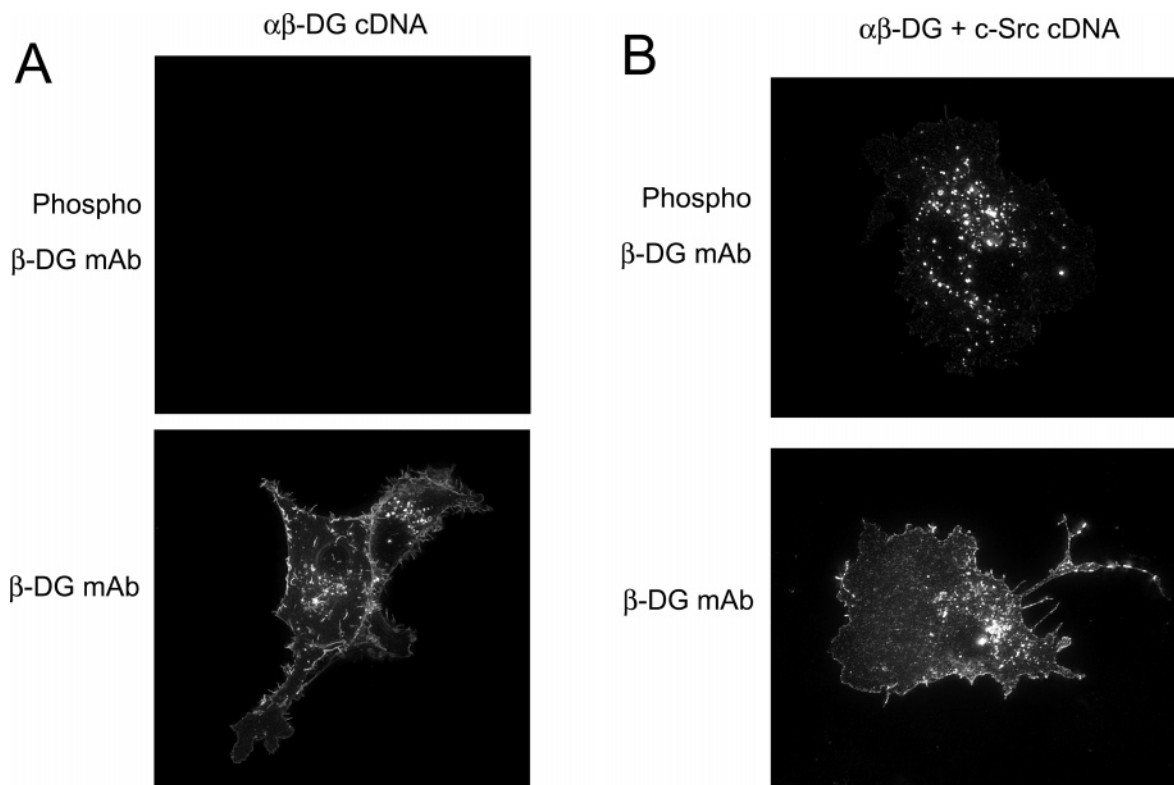 A
αβ-DG cDNA
Phospho
β-DG mAb
β-DG mAb
B
αβ-DG + c-Src cDNA
Phospho
β-DG mAb
β-DG mAb